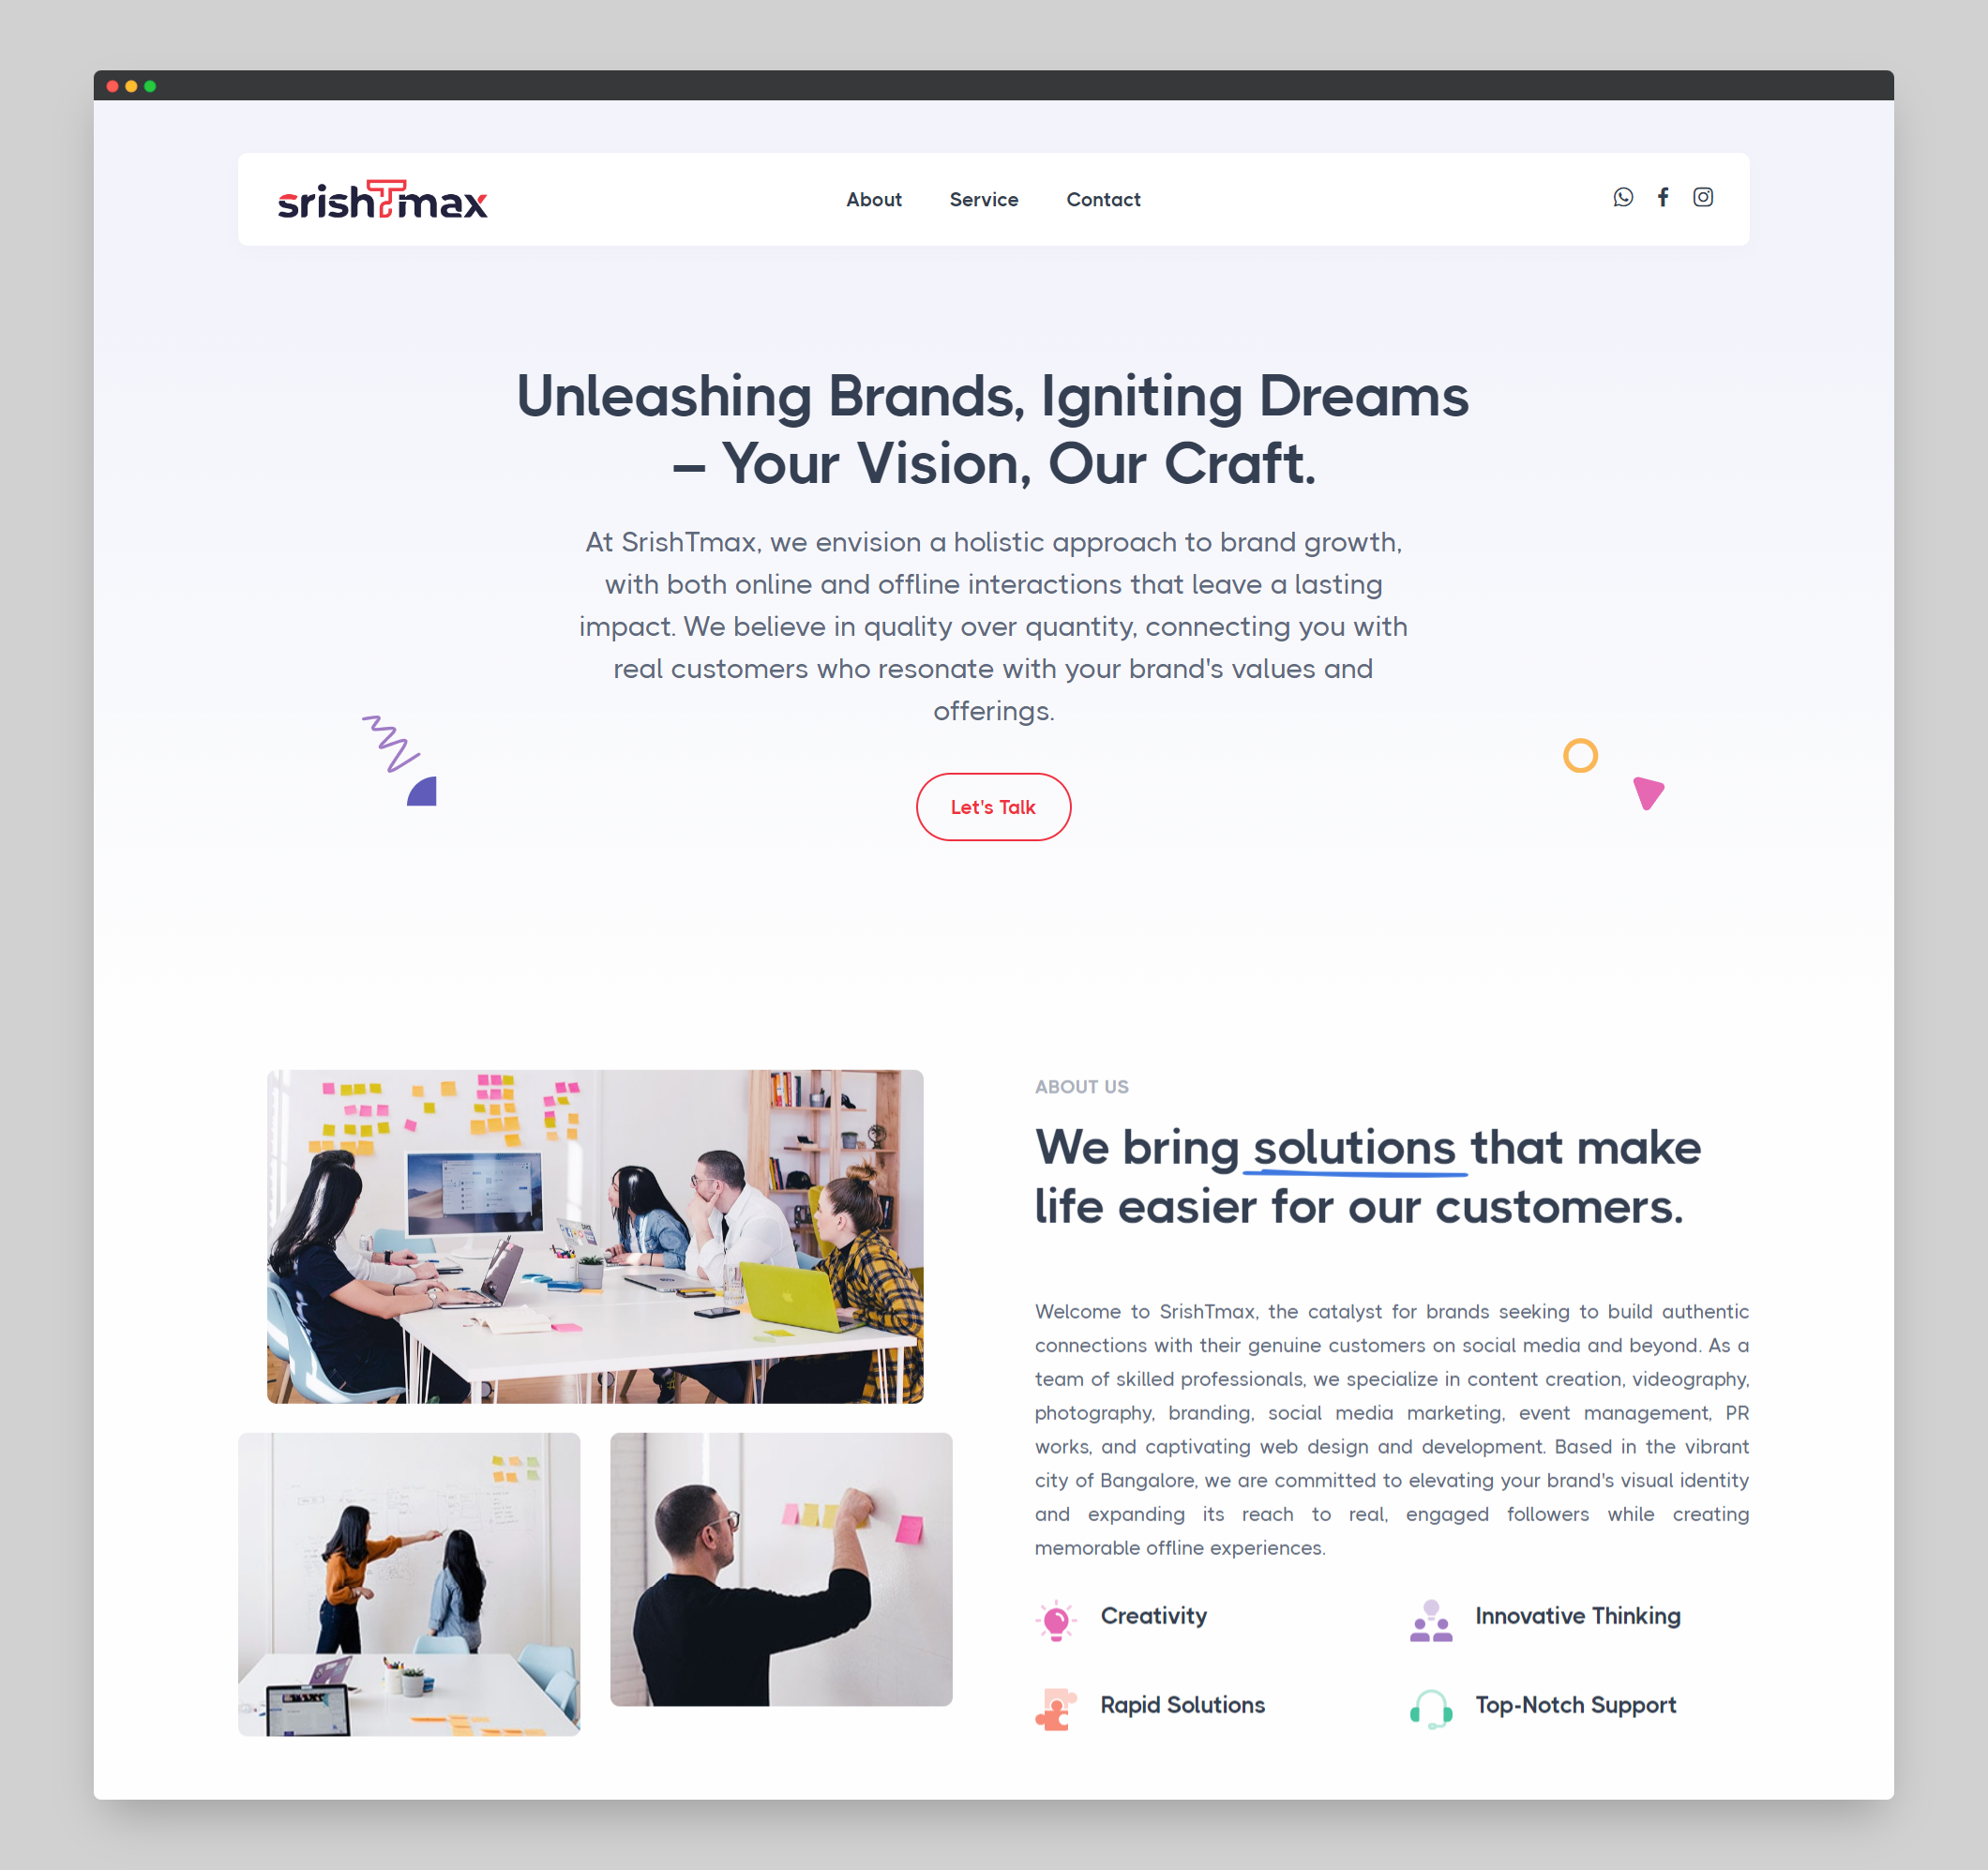 srishTmax
About Service Contact
Unleashing Brands, Igniting Dreams
– Your Vision, Our Craft.
At SrishTmax, we envision a holistic approach to brand growth,
with both online and offline interactions that leave a lasting
impact. We believe in quality over quantity, connecting you with
real customers who resonate with your brand's values and
offerings.
Let's Talk
ABOUT US
We bring solutions that make
life easier for our customers.
Welcome to SrishTmax, the catalyst for brands seeking to build authentic
connections with their genuine customers on social media and beyond. As a
team of skilled professionals, we specialize in content creation, videography,
photography, branding, social media marketing, event management, PR
works, and captivating web design and development. Based in the vibrant
city of Bangalore, we are committed to elevating your brand's visual identity
and expanding its reach to real, engaged followers while creating
memorable offline experiences.
Creativity
Innovative Thinking
Rapid Solutions
Top-Notch Support